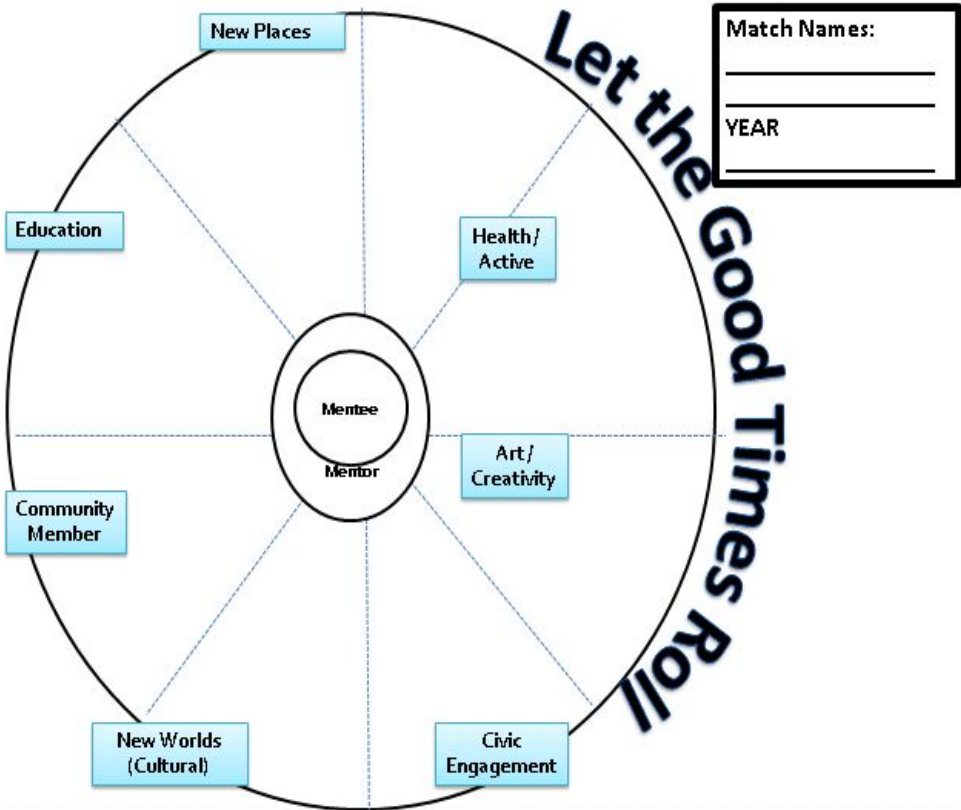 New Places
Let the Good Times Roll
Match Names:
YEAR
Education
Health/
Active
Mentee
Mentor
Art/
Creativity
Community
Member
New Worlds
(Cultural)
Civic
Engagement